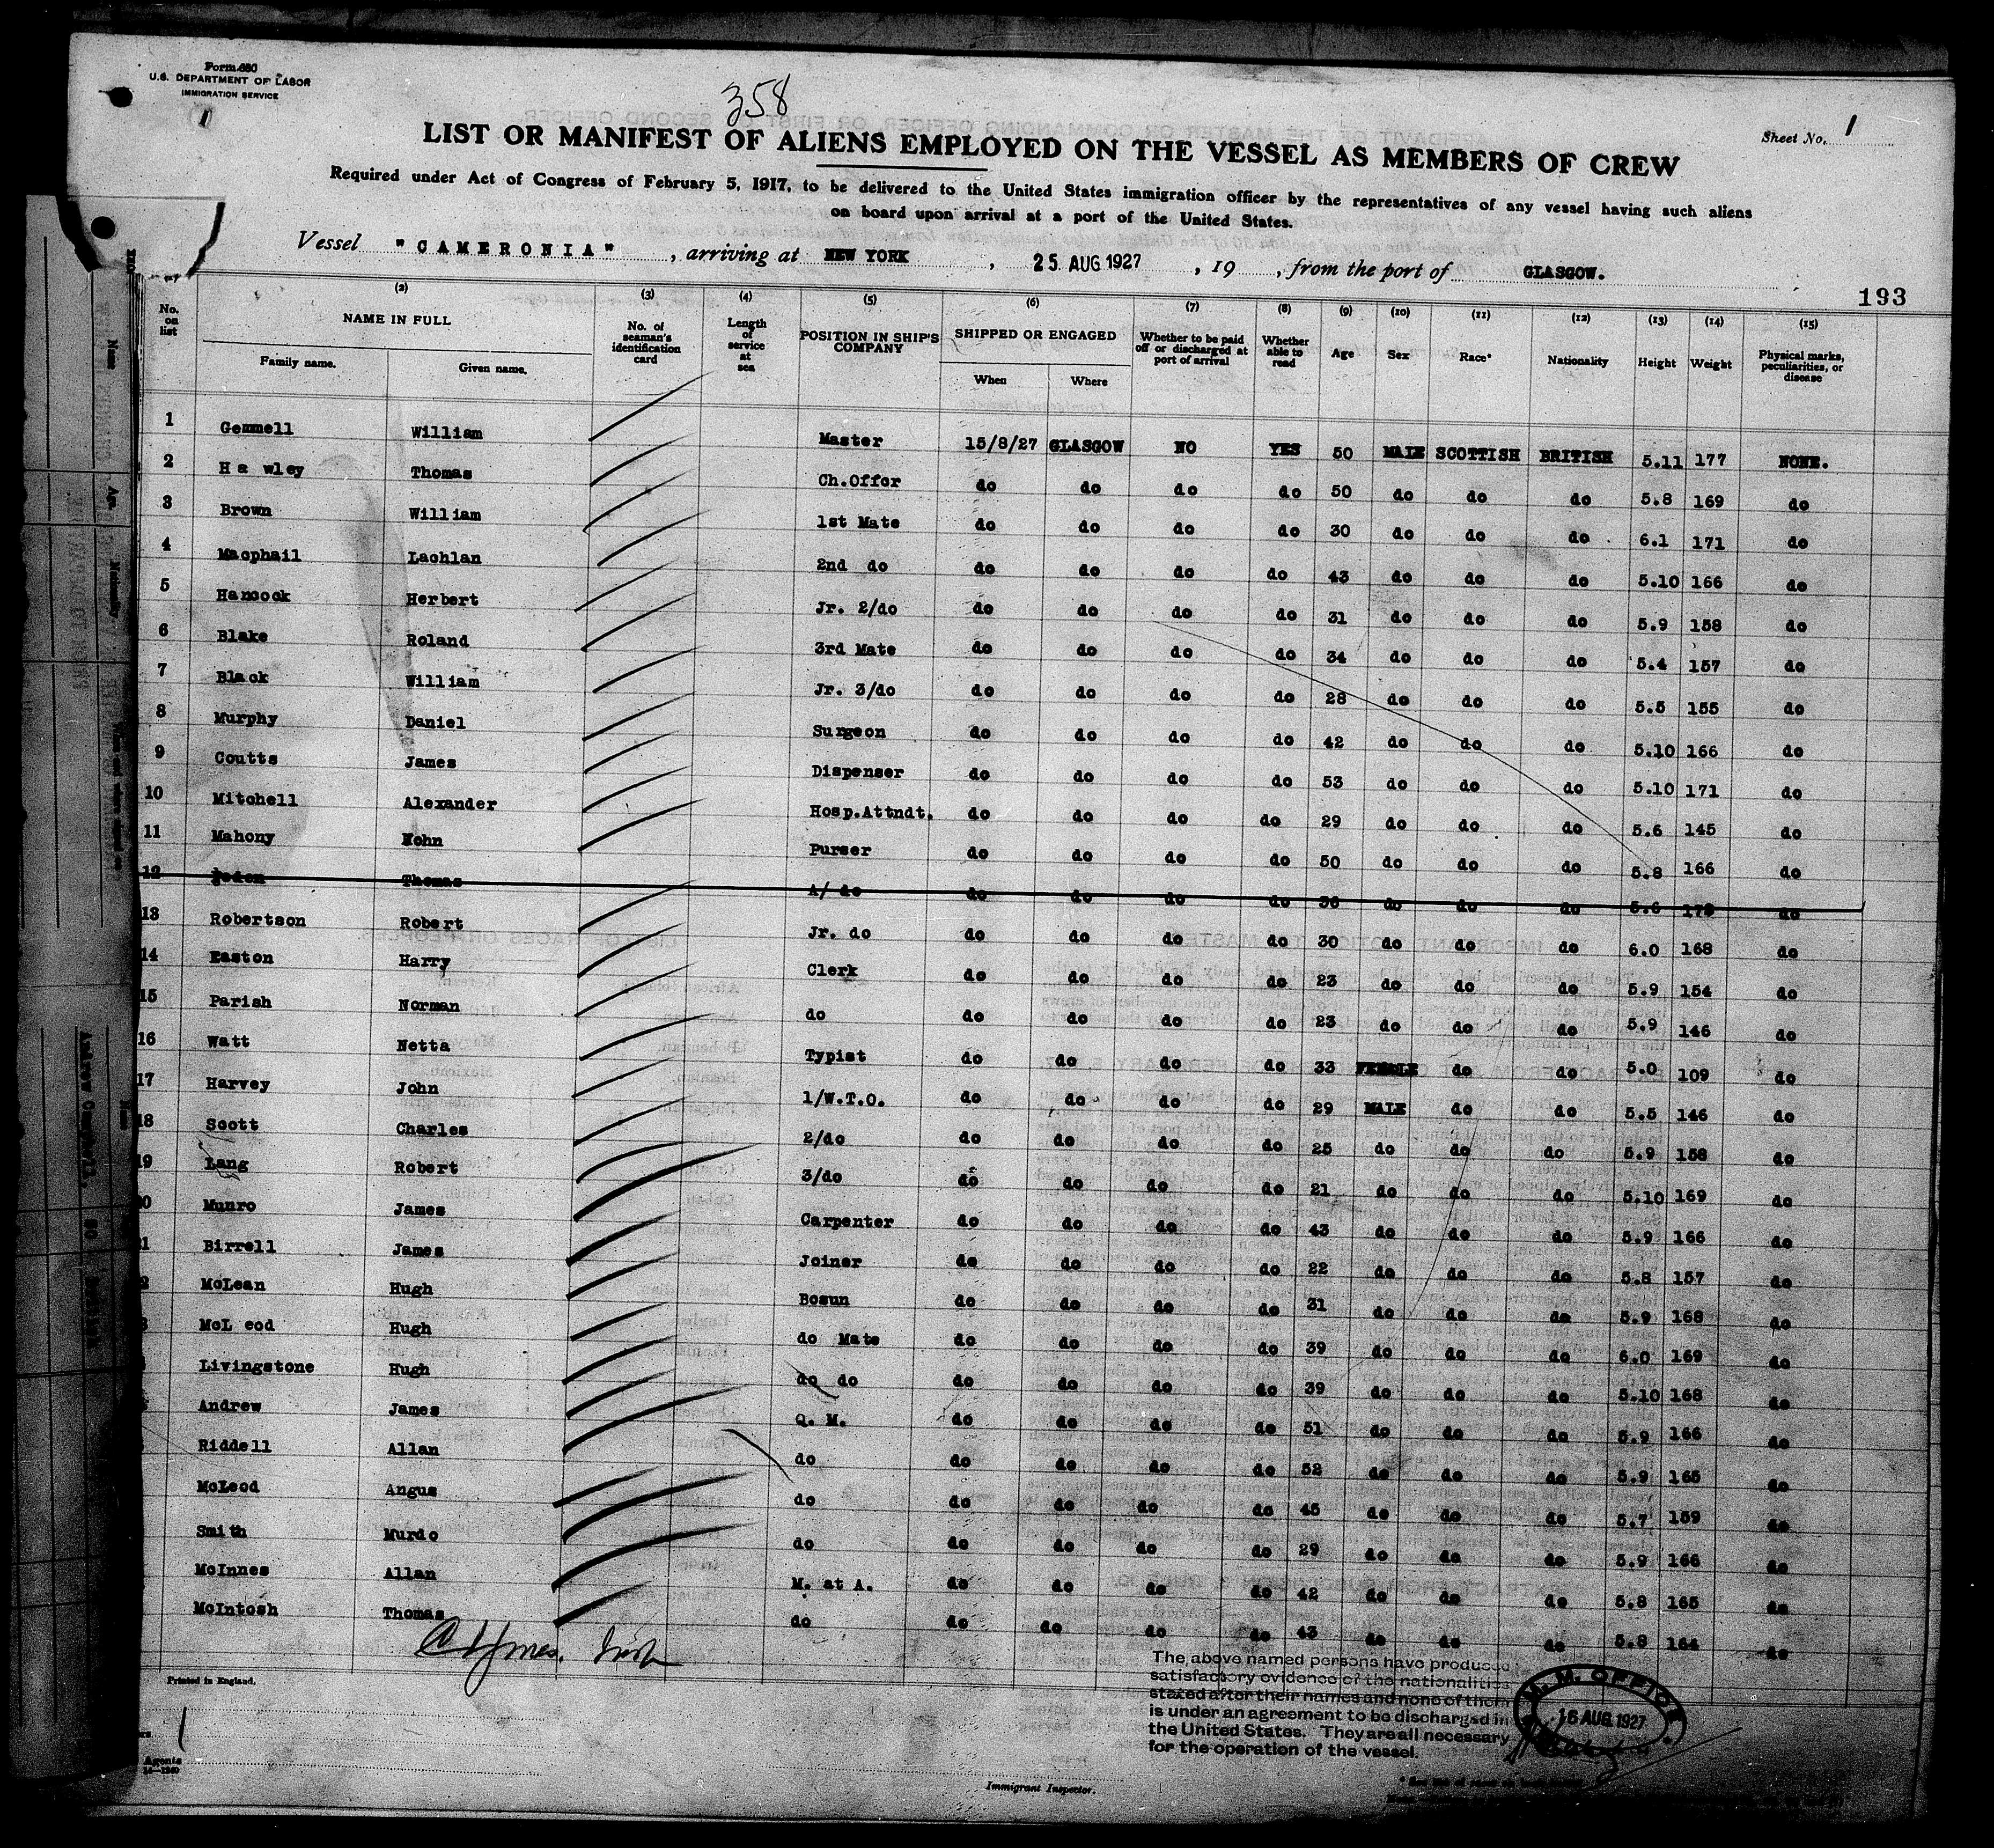 Form 680
U.S. DEPARTMENT OF LABOR
IMMIGRATION SERVICE
1
358
Sheet No. 1
LIST OR MANIFEST OF ALIENS EMPLOYED ON THE VESSEL AS MEMBERS OF CREW
Required under Act of Congress of February 5, 1917, to be delivered to the United States immigration officer by the representatives of any vessel having such aliens
on board upon arrival at a port of the United States.
Vessel "CAMERONIA", arriving at NEW YORK, 25 AUG 1927, 19 , from the port of GLASGOW.
193
(2) (3) (4) (5) (6) (7) (8) (9) (10) (11) (12) (13) (14) (15)
No. on list NAME IN FULL Family name. Given name. No. of seaman's identification card Length of service at sea POSITION IN SHIP'S COMPANY SHIPPED OR ENGAGED When Where Whether to be paid off or discharged at port of arrival Whether able to read Age Sex Race* Nationality Height Weight Physical marks, peculiarities, or disease
1 Gemmell William Master 15/8/27 GLASGOW NO YES 50 MALE SCOTTISH BRITISH 5.11 177 NONE.
2 Ha wley Thomas Ch.Offcr do do do do 50 do do do 5.8 169 do
3 Brown William 1st Mate do do do do 30 do do do 6.1 171 do
4 Macphail Lachlan 2nd do do do do do 43 do do do 5.10 166 do
5 Hancock Herbert Jr. 2/do do do do do 31 do do do 5.9 158 do
6 Blake Roland 3rd Mate do do do do 34 do do do 5.4 157 do
7 Black William Jr. 3/do do do do do 28 do do do 5.5 155 do
8 Murphy Daniel Surgeon do do do do 42 do do do 5.10 166 do
9 Coutts James Dispenser do do do do 53 do do do 5.10 171 do
10 Mitchell Alexander Hosp.Attndt. do do do do 29 do do do 5.6 145 do
11 Mahony Nohn Purser do do do do 50 do do do 5.8 166 do
12 Thomas A/ do do do do do 36 do do do 5.6 do
13 Robertson Robert Jr. do do do do do 30 do do do 6.0 168 do
14 Easton Harry Clerk do do do do 23 do do do 5.9 154 do
15 Parish Norman do do do do do 23 do do do 5.9 146 do
16 Watt Netta Typist do do do do 33 FEMALE do do 5.0 109 do
17 Harvey John 1/W.T.O. do do do do 29 MALE do do 5.5 146 do
18 Scott Charles 2/do do do do do 25 do do do 5.9 158 do
19 Lang Robert 3/do do do do do 21 do do do 5.10 169 do
0 Munro James Carpenter do do do do 43 do do do 5.9 166 do
1 Birrell James Joiner do do do do 22 do do do 5.8 157 do
2 McLean Hugh Bosun do do do do 31 do do do 5.9 168 do
McL eod Hugh do Mate do do do do 39 do do do 6.0 169 do
Livingstone Hugh do do do do do do 39 do do do 5.10 168 do
Andrew James Q. M. do do do do 51 do do do 5.9 166 do
Riddell Allan do do do do do 52 do do do 5.9 165 do
McLeod Angus do do do do do 45 do do do 5.7 159 do
Smith Murdo do do do do do 29 do do do 5.9 166 do
McInnes Allan M. at A. do do do do 42 do do do 5.8 165 do
McIntosh Thomas do do do do do 43 do do do 5.8 164 do
Printed in England.
The above named persons have produced
satisfactory evidence of the nationalities
stated after their names and none of them
is under an agreement to be discharged in
the United States. They are all necessary
for the operation of the vessel.
M. M. OFFICE
16 AUG 1927
Agents
Immigrant Inspector.